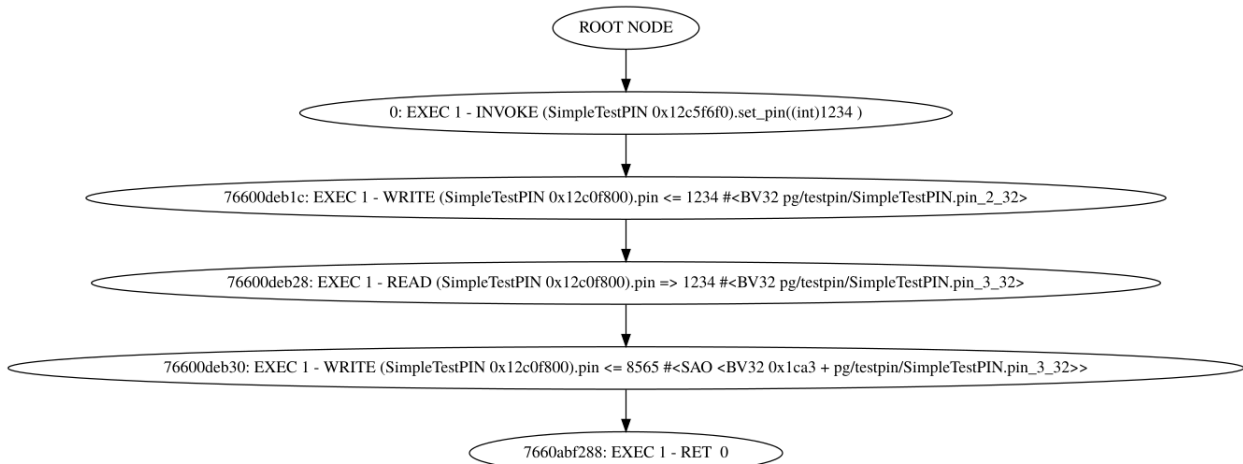 ROOT NODE
0: EXEC 1 - INVOKE (SimpleTestPIN 0x12c5f6f0).set_pin((int)1234 )
76600deb1c: EXEC 1 - WRITE (SimpleTestPIN 0x12c0f800).pin <= 1234 #<BV32 pg/testpin/SimpleTestPIN.pin_2_32>
76600deb28: EXEC 1 - READ (SimpleTestPIN 0x12c0f800).pin => 1234 #<BV32 pg/testpin/SimpleTestPIN.pin_3_32>
76600deb30: EXEC 1 - WRITE (SimpleTestPIN 0x12c0f800).pin <= 8565 #<SAO <BV32 0x1ca3 + pg/testpin/SimpleTestPIN.pin_3_32>>
7660abf288: EXEC 1 - RET  0